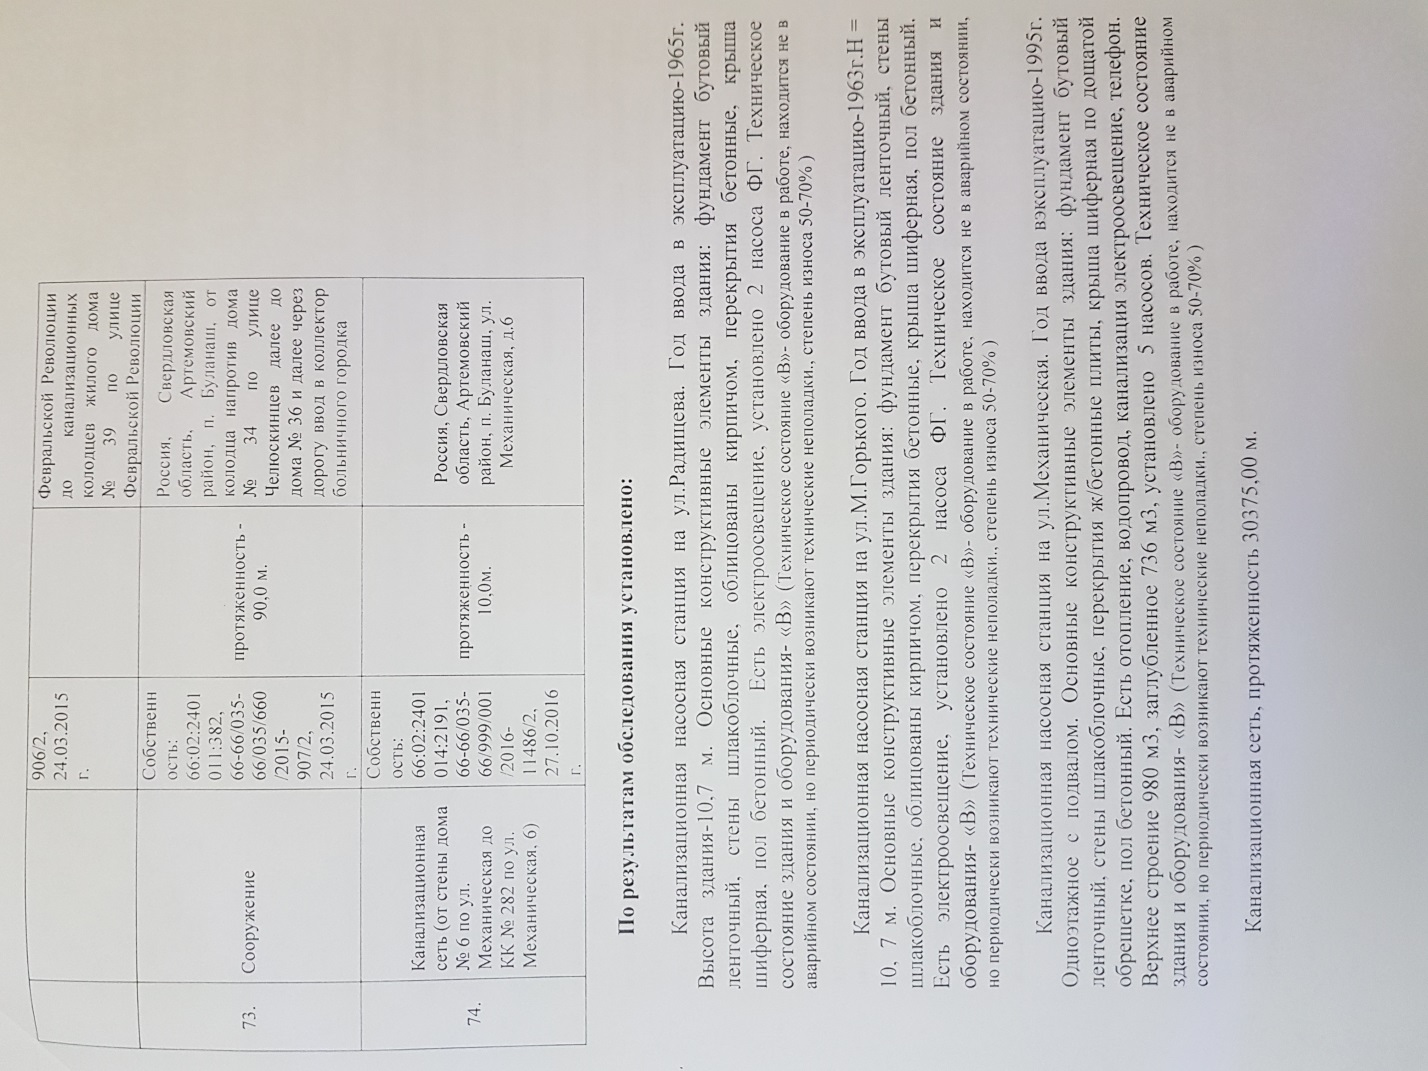 906/2,
24.03.2015
г.
Февральской Революции
до канализационных
колодцев жилого дома
№ 39 по улице
Февральской Революции
73.
Сооружение
Собственн
ость:
66:02:2401
011:382,
66-66/035-
66/035/660
/2015-
907/2,
24.03.2015
г.
протяженность -
90,0 м.
Россия, Свердловская
область, Артемовский
район, п. Буланаш, от
колодца напротив дома
№ 34 по улице
Челюскинцев далее до
дома № 36 и далее через
дорогу ввод в коллектор
больничного городка
74.
Канализационная
сеть (от стены дома
№ 6 по ул.
Механическая до
КК № 282 по ул.
Механическая, 6)
Собственн
ость:
66:02:2401
014:2191,
66-66/035-
66/999/001
/2016-
11486/2,
27.10.2016
г.
протяженность -
10,0м.
Россия, Свердловская
область, Артемовский
район, п. Буланаш, ул.
Механическая, д.6
По результатам обследования установлено:
Канализационная насосная станция на ул.Радищева. Год ввода в эксплуатацию-1965г.
Высота здания-10,7 м. Основные конструктивные элементы здания: фундамент бутовый
ленточный, стены шлакоблочные, облицованы кирпичом, перекрытия бетонные, крыша
шиферная, пол бетонный. Есть электроосвещение, установлено 2 насоса ФГ. Техническое
состояние здания и оборудования- «В» (Техническое состояние «В»- оборудование в работе, находится не в
аварийном состоянии, но периодически возникают технические неполадки., степень износа 50-70% )
Канализационная насосная станция на ул.М.Горького. Год ввода в эксплуатацию-1963г.Н =
10, 7 м. Основные конструктивные элементы здания: фундамент бутовый ленточный, стены
шлакоблочные, облицованы кирпичом, перекрытия бетонные, крыша шиферная, пол бетонный.
Есть электроосвещение, установлено 2 насоса ФГ. Техническое состояние здания и
оборудования- «В» (Техническое состояние «В»- оборудование в работе, находится не в аварийном состоянии,
но периодически возникают технические неполадки., степень износа 50-70% )
Канализационная насосная станция на ул.Механическая. Год ввода вэксплуатацию-1995г.
Одноэтажное с подвалом. Основные конструктивные элементы здания: фундамент бутовый
ленточный, стены шлакоблочные, перекрытия ж/бетонные плиты, крыша шиферная по дощатой
обрешетке, пол бетонный. Есть отопление, водопровод, канализация электроосвещение, телефон.
Верхнее строение 980 м3, заглубленное 736 м3, установлено 5 насосов. Техническое состояние
здания и оборудования- «В» (Техническое состояние «В»- оборудование в работе, находится не в аварийном
состоянии, но периодически возникают технические неполадки., степень износа 50-70% )
Канализационная сеть, протяженность 30375,00 м.